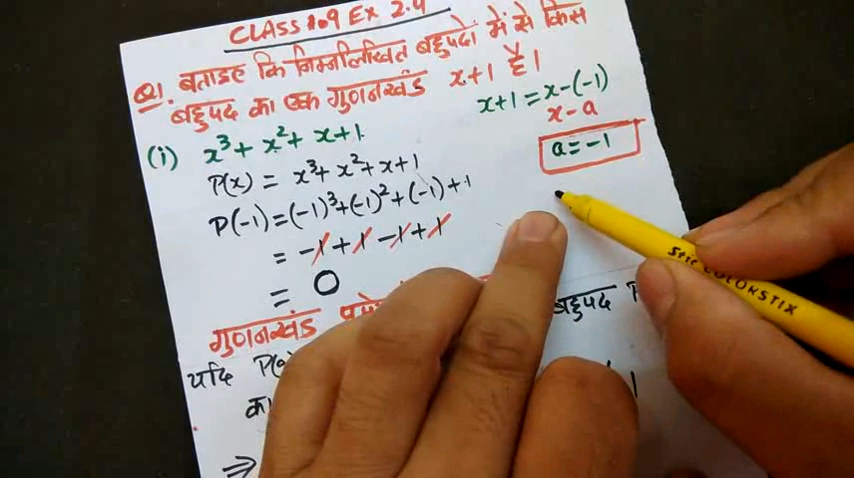 CLASS 9 EX 2.4
Q1. बताइए कि निम्नलिखित बहुपदों में से किस
बहुपद का एक गुणनखंड x+1 है।
x+1 = x-(-1)
x-a
a = -1
(i) x³+ x²+ x+1
P(x) = x³+ x²+ x+1
P(-1) = (-1)³+(-1)²+(-1)+1
= -1+1-1+1
= 0
गुणनखंड
बहुपद
यदि
का
⇒
Stic COLORSTIX